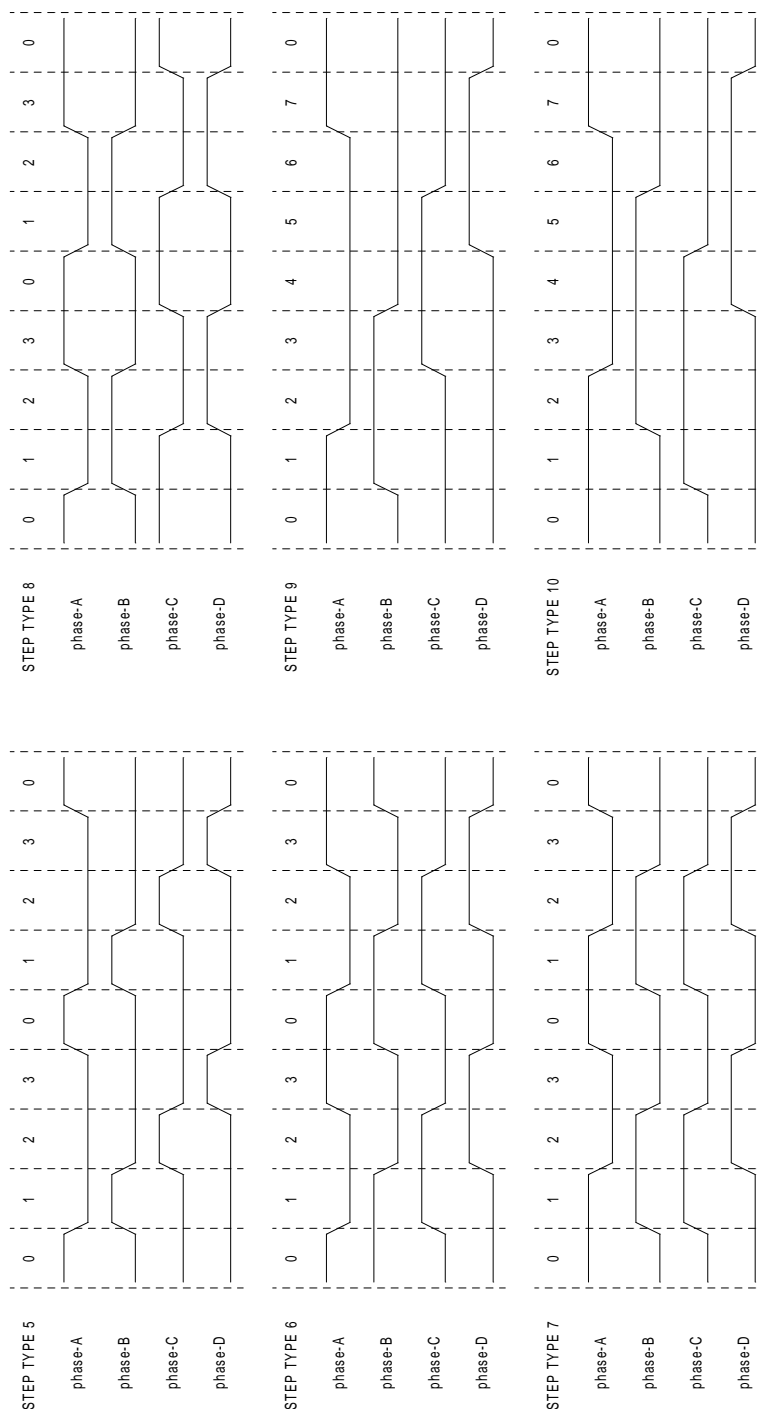 STEP TYPE 5
0 1 2 3 0 1 2 3 0
phase-A
phase-B
phase-C
phase-D
STEP TYPE 6
0 1 2 3 0 1 2 3 0
phase-A
phase-B
phase-C
phase-D
STEP TYPE 7
0 1 2 3 0 1 2 3 0
phase-A
phase-B
phase-C
phase-D
STEP TYPE 8
0 1 2 3 0 1 2 3 0
phase-A
phase-B
phase-C
phase-D
STEP TYPE 9
0 1 2 3 4 5 6 7 0
phase-A
phase-B
phase-C
phase-D
STEP TYPE 10
0 1 2 3 4 5 6 7 0
phase-A
phase-B
phase-C
phase-D